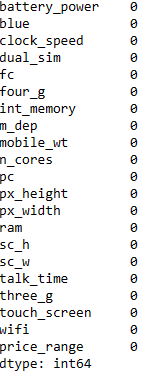 battery_power 0
blue 0
clock_speed 0
dual_sim 0
fc 0
four_g 0
int_memory 0
m_dep 0
mobile_wt 0
n_cores 0
pc 0
px_height 0
px_width 0
ram 0
sc_h 0
sc_w 0
talk_time 0
three_g 0
touch_screen 0
wifi 0
price_range 0
dtype: int64